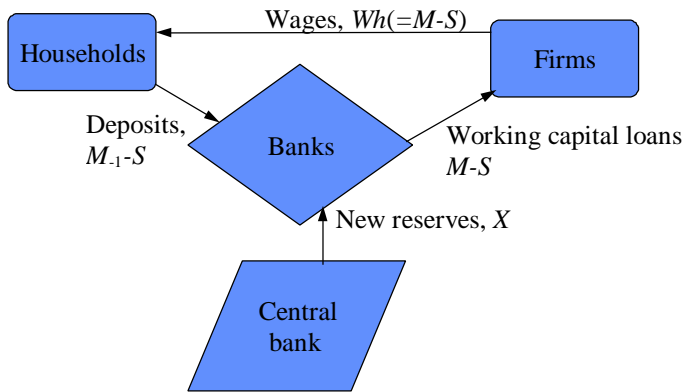 Wages, Wh(=M-S)
Households
Firms
Deposits,
M-1-S
Banks
Working capital loans
M-S
New reserves, X
Central
bank